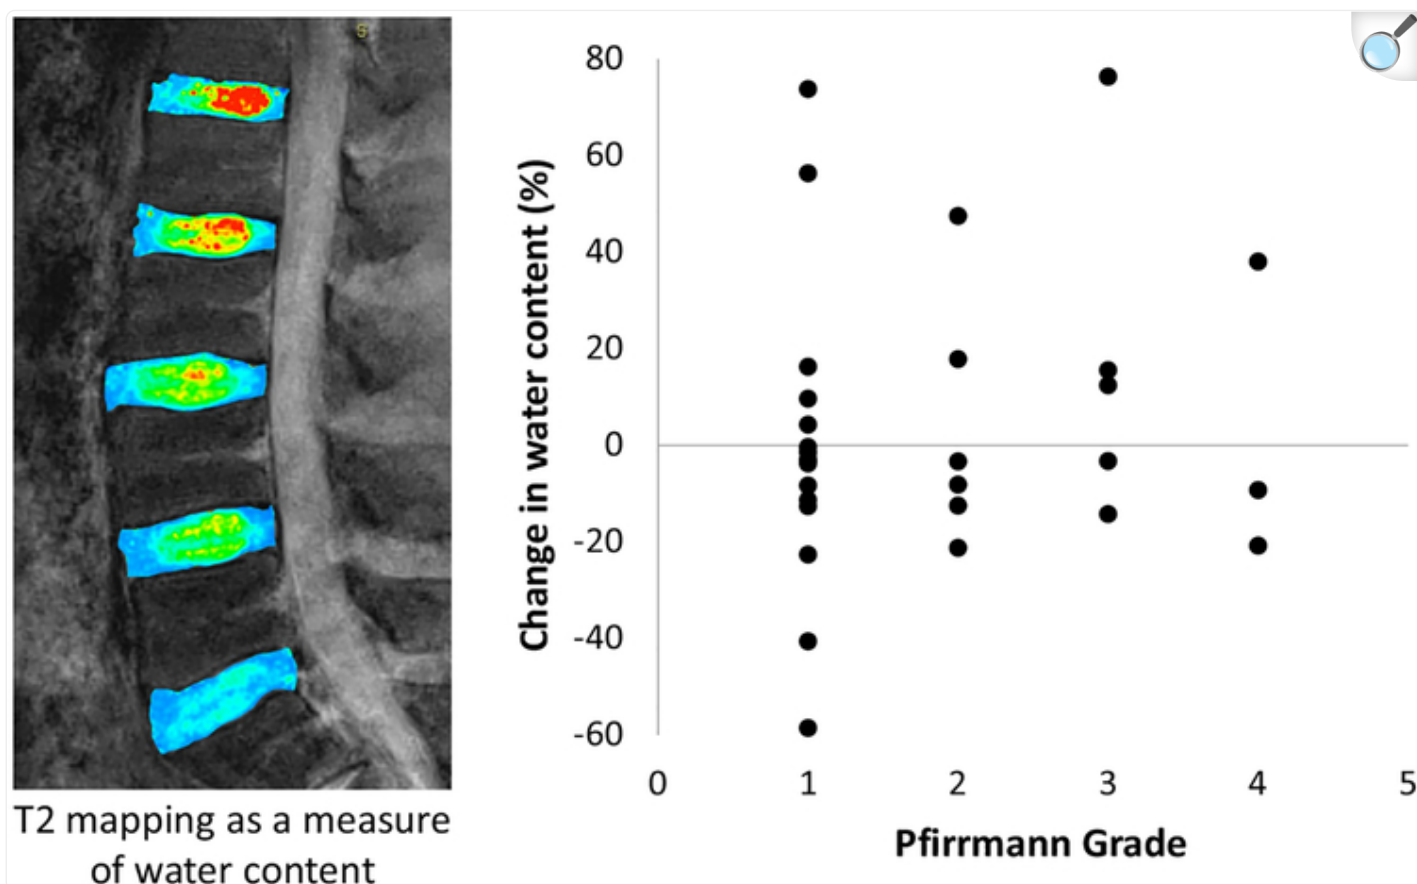 T2 mapping as a measure
of water content
Change in water content (%)
80
60
40
20
0
-20
-40
-60
0 1 2 3 4 5
Pfirrmann Grade